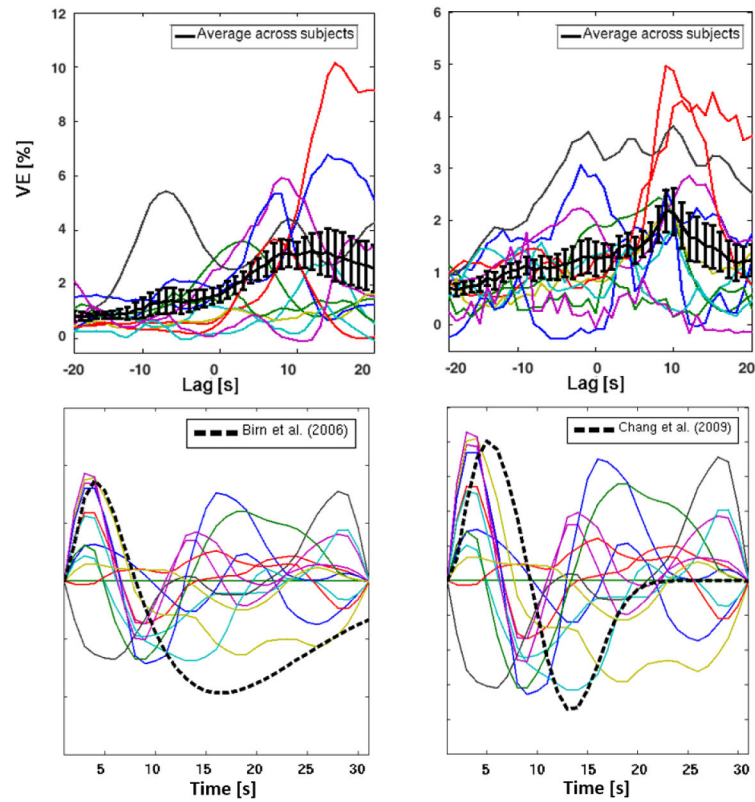 12
10
8
6
4
2
0
VE [%]
Average across subjects
-20 -10 0 10 20
Lag [s]
6
5
4
3
2
1
0
Average across subjects
-20 -10 0 10 20
Lag [s]
Birn et al. (2006)
5 10 15 20 25 30
Time [s]
Chang et al. (2009)
5 10 15 20 25 30
Time [s]